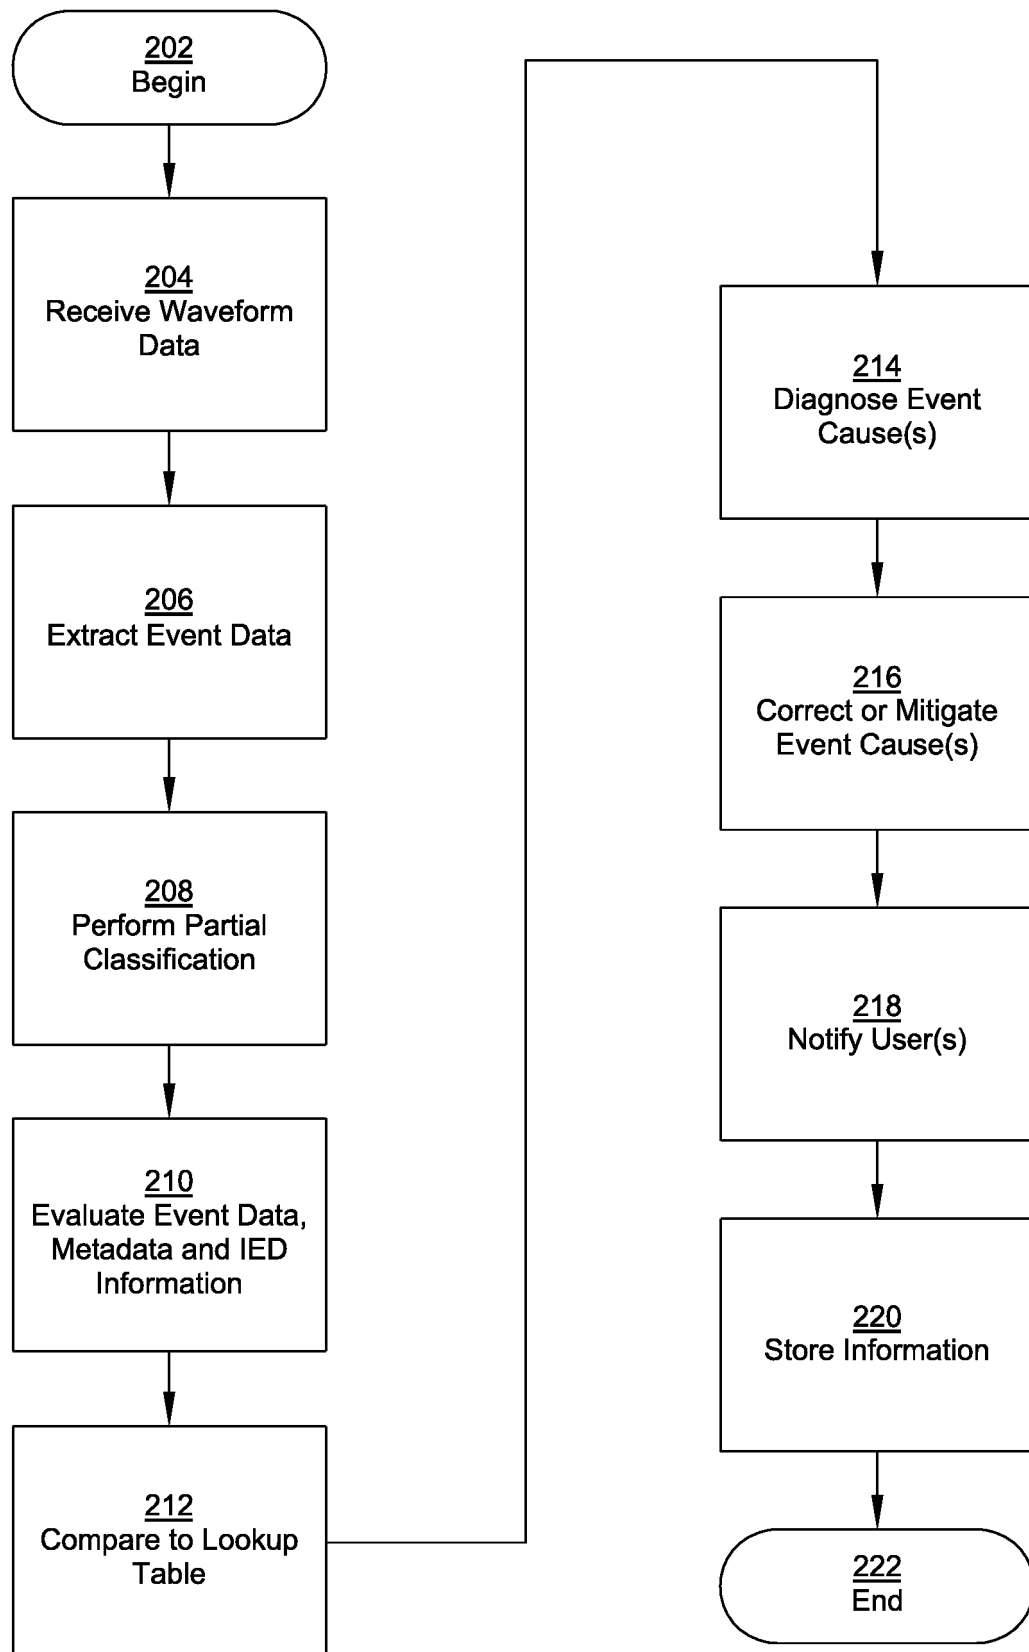 202
Begin
204
Receive Waveform
Data
206
Extract Event Data
208
Perform Partial
Classification
210
Evaluate Event Data,
Metadada and IED
Information
212
Compare to Lookup
Table
214
Diagnose Event
Cause(s)
216
Correct or Mitigate
Event Cause(s)
218
Notify User(s)
220
Store Information
222
End